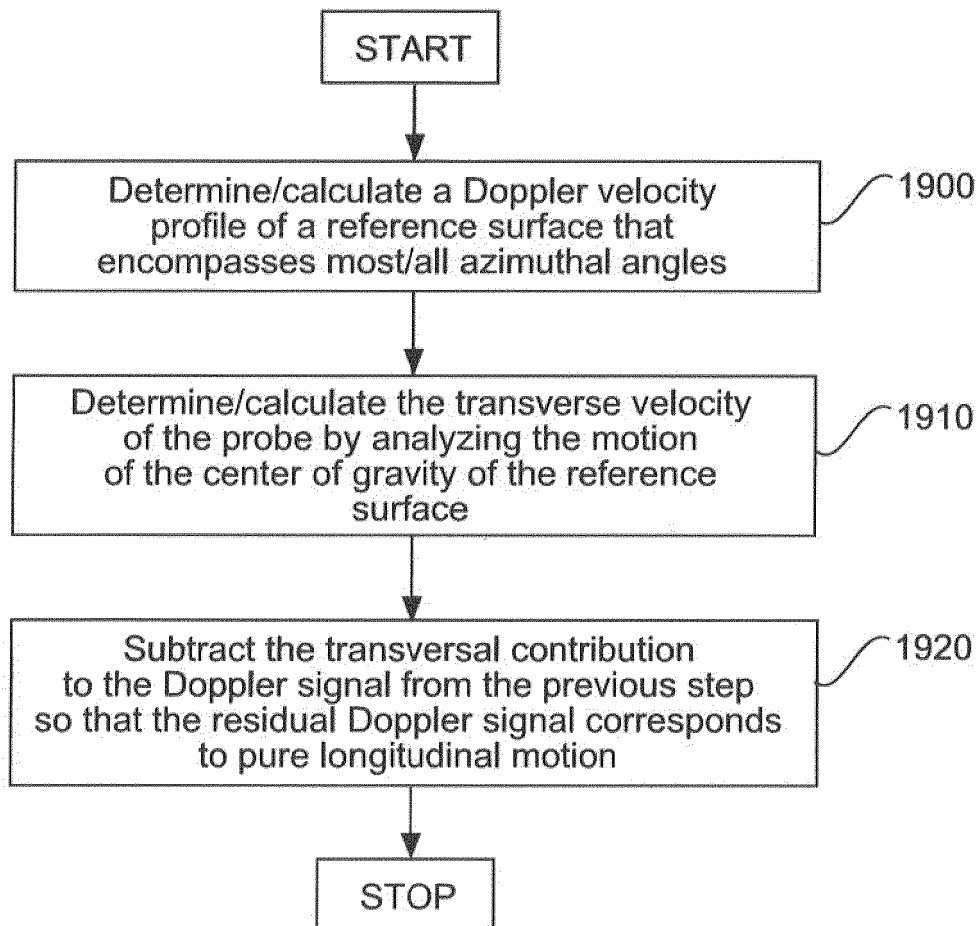 START
Determine/calculate a Doppler velocity
profile of a reference surface that
encompasses most/all azimuthal angles
1900
Determine/calculate the transverse velocity
of the probe by analyzing the motion
of the center of gravity of the reference
surface
1910
Subtract the transversal contribution
to the Doppler signal from the previous step
so that the residual Doppler signal corresponds
to pure longitudinal motion
1920
STOP